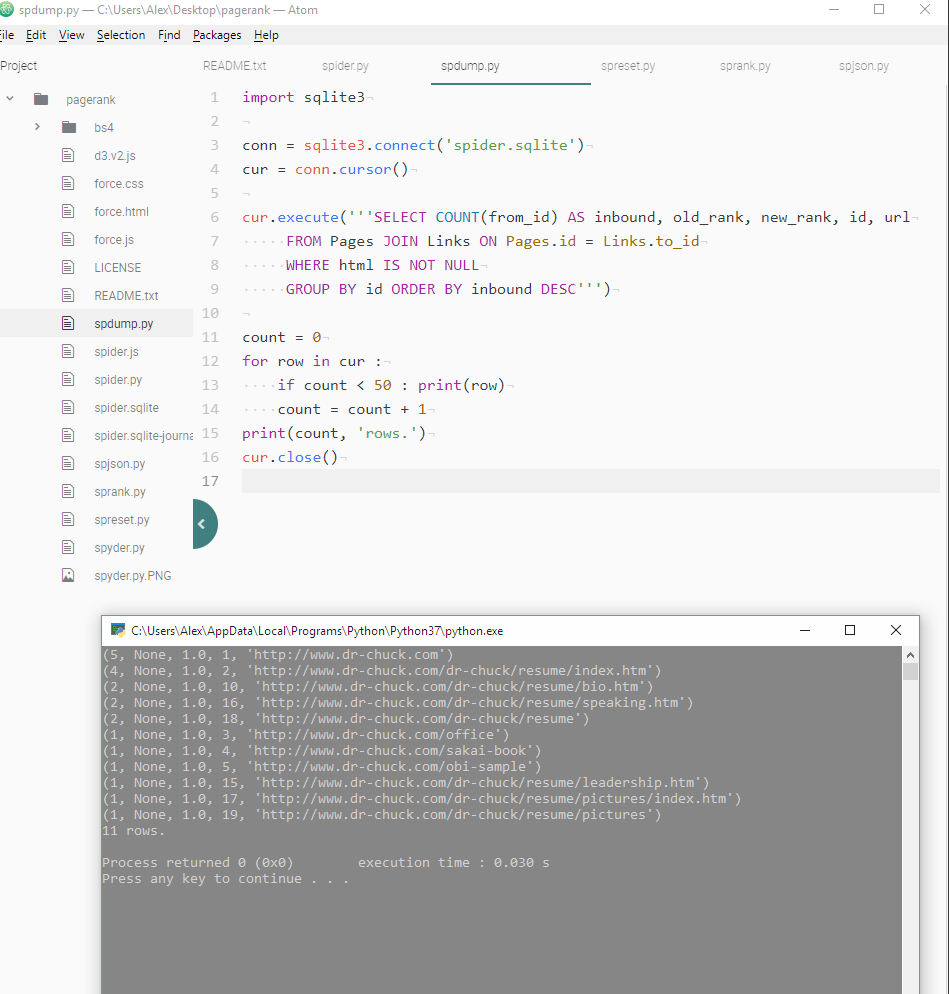 spdump.py — C:\Users\Alex\Desktop\pagerank — Atom
File Edit View Selection Find Packages Help
Project
README.txt spider.py spdump.py spreset.py sprank.py spjson.py
pagerank
bs4
d3.v2.js
force.css
force.html
force.js
LICENSE
README.txt
spdump.py
spider.js
spider.py
spider.sqlite
spider.sqlite-journa
spjson.py
sprank.py
spreset.py
spyder.py
spyder.py.PNG
1 import sqlite3
2
3 conn = sqlite3.connect('spider.sqlite')
4 cur = conn.cursor()
5
6 cur.execute('''SELECT COUNT(from_id) AS inbound, old_rank, new_rank, id, url
7      FROM Pages JOIN Links ON Pages.id = Links.to_id
8      WHERE html IS NOT NULL
9      GROUP BY id ORDER BY inbound DESC''')
10
11 count = 0
12 for row in cur :
13     if count < 50 : print(row)
14     count = count + 1
15 print(count, 'rows.')
16 cur.close()
17
C:\Users\Alex\AppData\Local\Programs\Python\Python37\python.exe
(5, None, 1.0, 1, 'http://www.dr-chuck.com')
(4, None, 1.0, 2, 'http://www.dr-chuck.com/dr-chuck/resume/index.htm')
(2, None, 1.0, 10, 'http://www.dr-chuck.com/dr-chuck/resume/bio.htm')
(2, None, 1.0, 16, 'http://www.dr-chuck.com/dr-chuck/resume/speaking.htm')
(2, None, 1.0, 18, 'http://www.dr-chuck.com/dr-chuck/resume')
(1, None, 1.0, 3, 'http://www.dr-chuck.com/office')
(1, None, 1.0, 4, 'http://www.dr-chuck.com/sakai-book')
(1, None, 1.0, 5, 'http://www.dr-chuck.com/obi-sample')
(1, None, 1.0, 15, 'http://www.dr-chuck.com/dr-chuck/resume/leadership.htm')
(1, None, 1.0, 17, 'http://www.dr-chuck.com/dr-chuck/resume/pictures/index.htm')
(1, None, 1.0, 19, 'http://www.dr-chuck.com/dr-chuck/resume/pictures')
11 rows.
Process returned 0 (0x0)        execution time : 0.030 s
Press any key to continue . . .